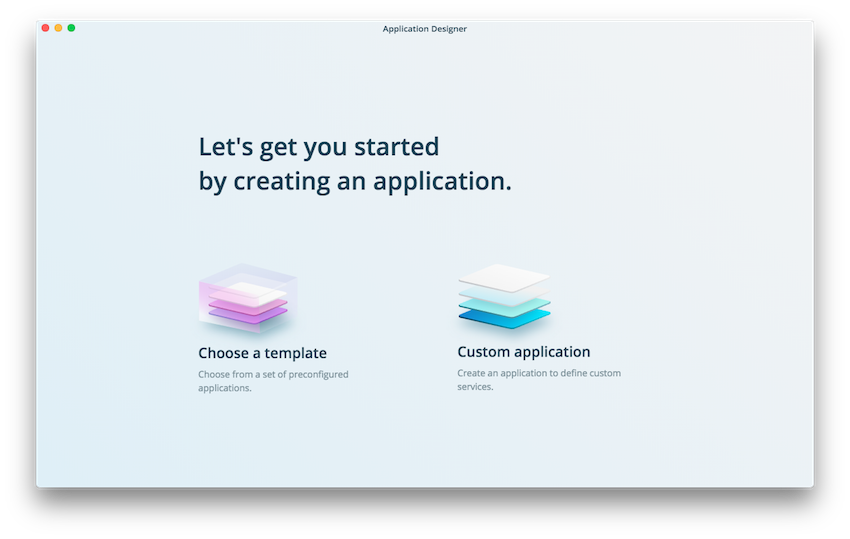 Application Designer
Let's get you started
by creating an application.
Choose a template
Choose from a set of preconfigured
applications.
Custom application
Create an application to define custom
services.